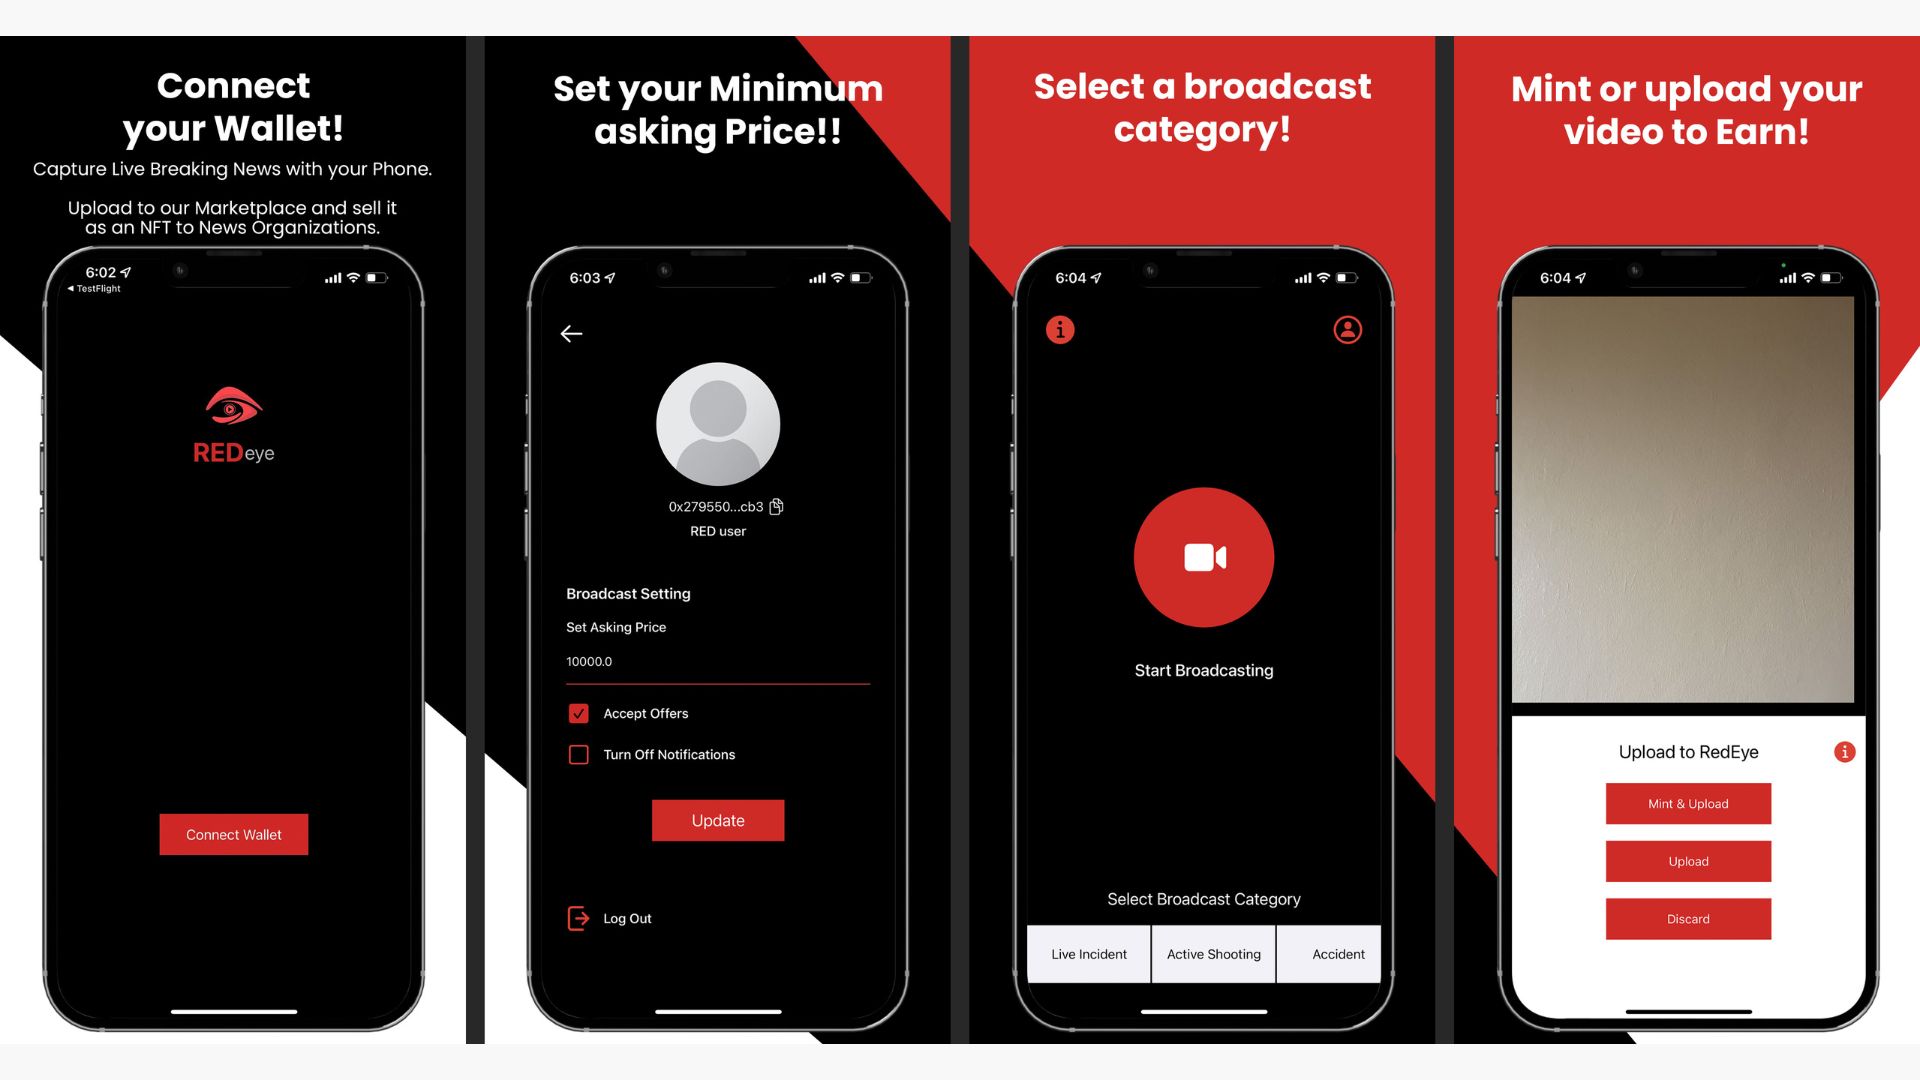 Connect
your Wallet!
Capture Live Breaking News with your Phone.
Upload to our Marketplace and sell it
as an NFT to News Organizations.
6:02
◀ TestFlight
REDeye
Connect Wallet
Set your Minimum
asking Price!!
6:03
0x279550...cb3
RED user
Broadcast Setting
Set Asking Price
10000.0
Accept Offers
Turn Off Notifications
Update
Log Out
Select a broadcast
category!
6:04
Start Broadcasting
Select Broadcast Category
Live Incident
Active Shooting
Accident
Mint or upload your
video to Earn!
6:04
Upload to RedEye
Mint & Upload
Upload
Discard